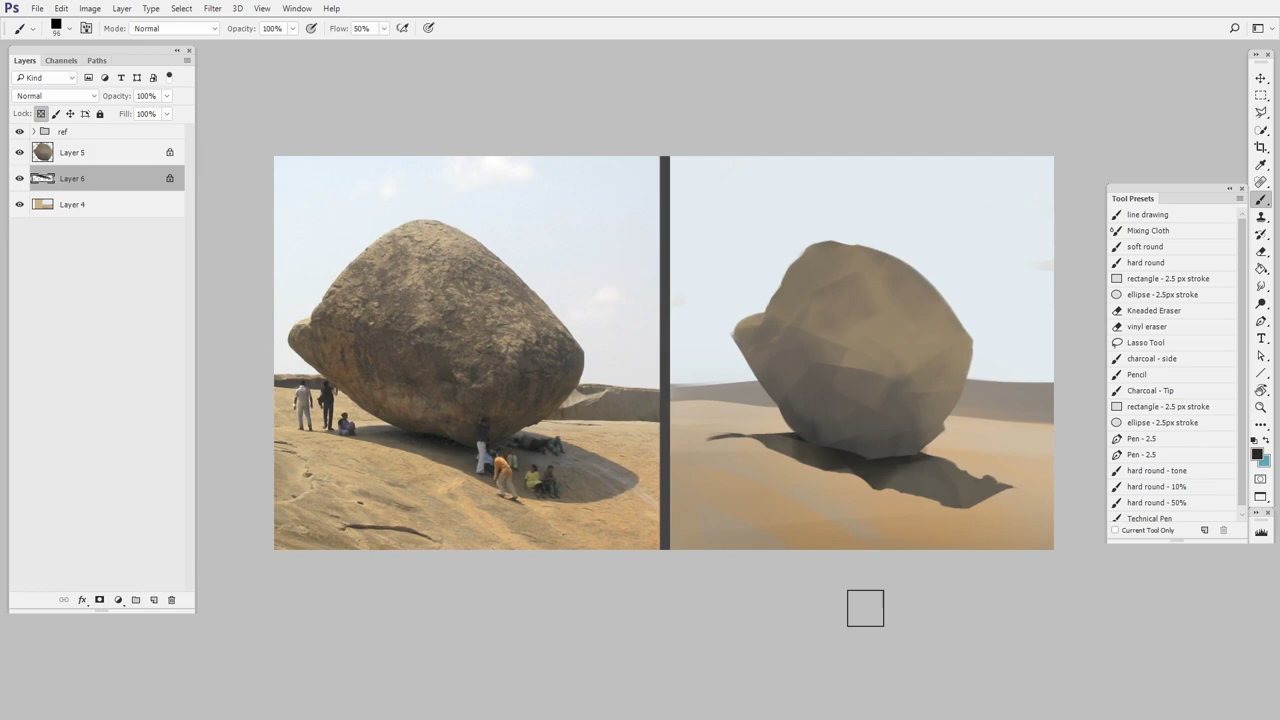 Ps File Edit Image Layer Type Select Filter 3D View Window Help
96 Mode: Normal Opacity: 100% Flow: 50%
Layers Channels Paths
Kind
Normal Opacity: 100%
Lock: Fill: 100%
ref
Layer 5
Layer 6
Layer 4
fx
Tool Presets
line drawing
Mixing Cloth
soft round
hard round
rectangle - 2.5 px stroke
ellipse - 2.5px stroke
Kneaded Eraser
vinyl eraser
Lasso Tool
charcoal - side
Pencil
Charcoal - Tip
rectangle - 2.5 px stroke
ellipse - 2.5px stroke
Pen - 2.5
Pen - 2.5
hard round - tone
hard round - 10%
hard round - 50%
Technical Pen
Current Tool Only